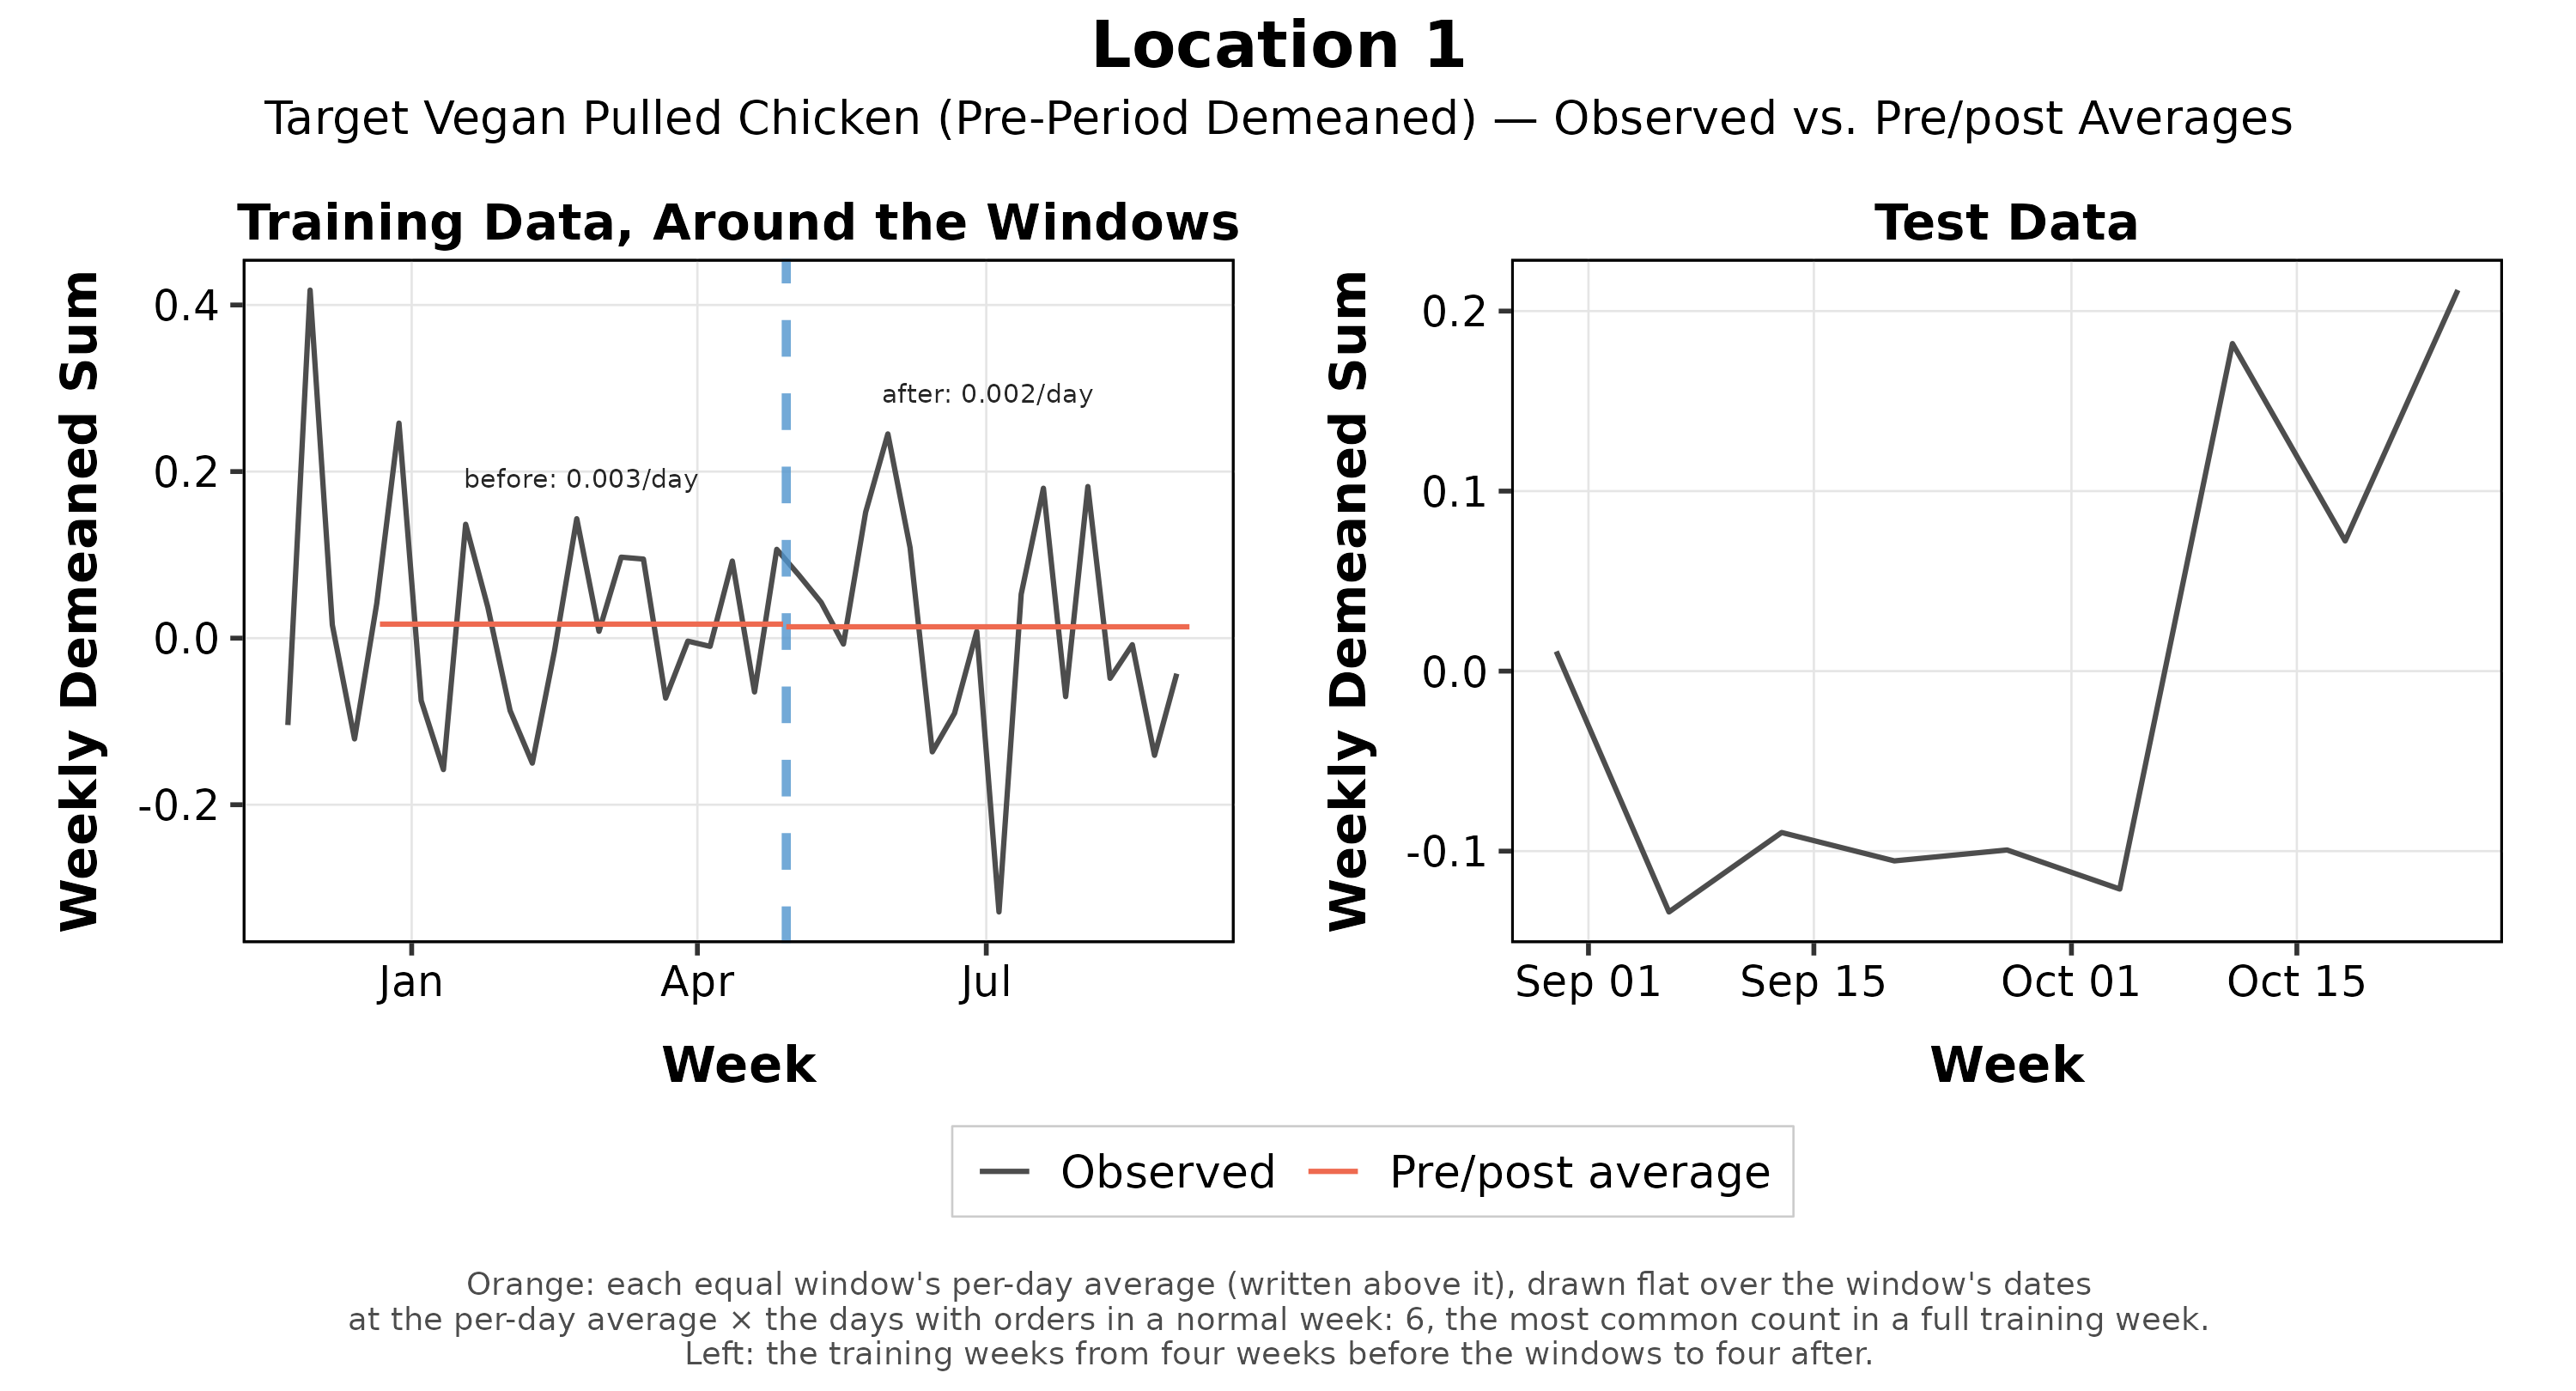 Location 1
Target Vegan Pulled Chicken (Pre-Period Demeaned) — Observed vs. Pre/post Averages
Training Data, Around the Windows
Weekly Demeaned Sum
0.4
0.2
0.0
-0.2
before: 0.003/day
after: 0.002/day
Jan
Apr
Jul
Week
Test Data
Weekly Demeaned Sum
0.2
0.1
0.0
-0.1
Sep 01
Sep 15
Oct 01
Oct 15
Week
Observed
Pre/post average
Orange: each equal window's per-day average (written above it), drawn flat over the window's dates
at the per-day average × the days with orders in a normal week: 6, the most common count in a full training week.
Left: the training weeks from four weeks before the windows to four after.